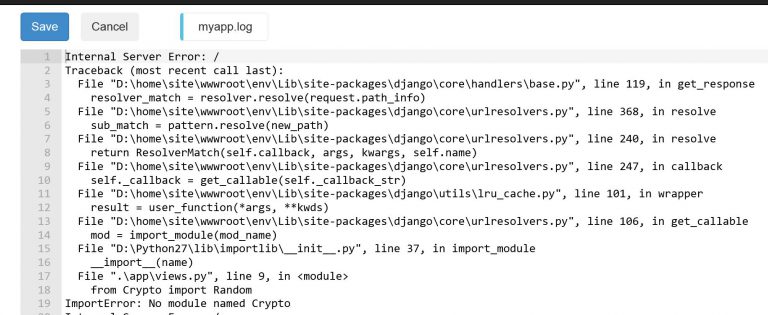 Save Cancel myapp.log
1 Internal Server Error: /
2 Traceback (most recent call last):
3 File "D:\home\site\wwwroot\env\Lib\site-packages\django\core\handlers\base.py", line 119, in get_response
4 resolver_match = resolver.resolve(request.path_info)
5 File "D:\home\site\wwwroot\env\Lib\site-packages\django\core\urlresolvers.py", line 368, in resolve
6 sub_match = pattern.resolve(new_path)
7 File "D:\home\site\wwwroot\env\Lib\site-packages\django\core\urlresolvers.py", line 240, in resolve
8 return ResolverMatch(self.callback, args, kwargs, self.name)
9 File "D:\home\site\wwwroot\env\Lib\site-packages\django\core\urlresolvers.py", line 247, in callback
10 self._callback = get_callable(self._callback_str)
11 File "D:\home\site\wwwroot\env\Lib\site-packages\django\utils\lru_cache.py", line 101, in wrapper
12 result = user_function(*args, **kwds)
13 File "D:\home\site\wwwroot\env\Lib\site-packages\django\core\urlresolvers.py", line 106, in get_callable
14 mod = import_module(mod_name)
15 File "D:\Python27\lib\importlib\__init__.py", line 37, in import_module
16 __import__(name)
17 File ".\app\views.py", line 9, in <module>
18 from Crypto import Random
19 ImportError: No module named Crypto